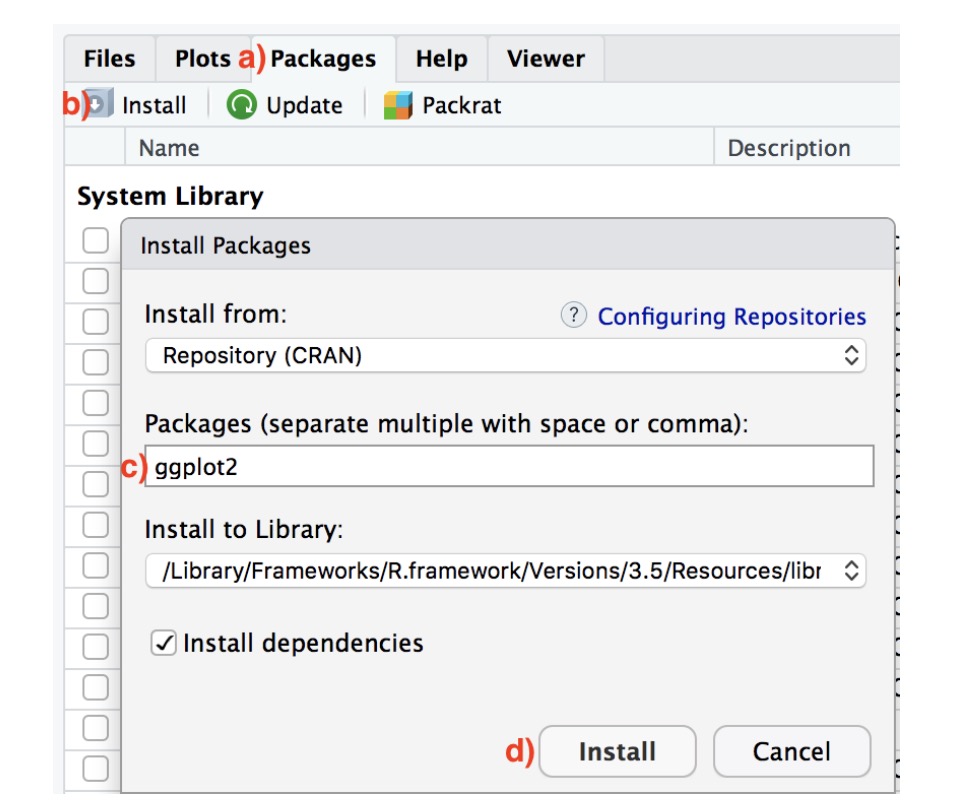 Files Plots a) Packages Help Viewer
b) Install Update Packrat
Name Description
System Library
Install Packages
Install from: ? Configuring Repositories
Repository (CRAN)
Packages (separate multiple with space or comma):
c) ggplot2
Install to Library:
/Library/Frameworks/R.framework/Versions/3.5/Resources/libr
Install dependencies
d) Install Cancel